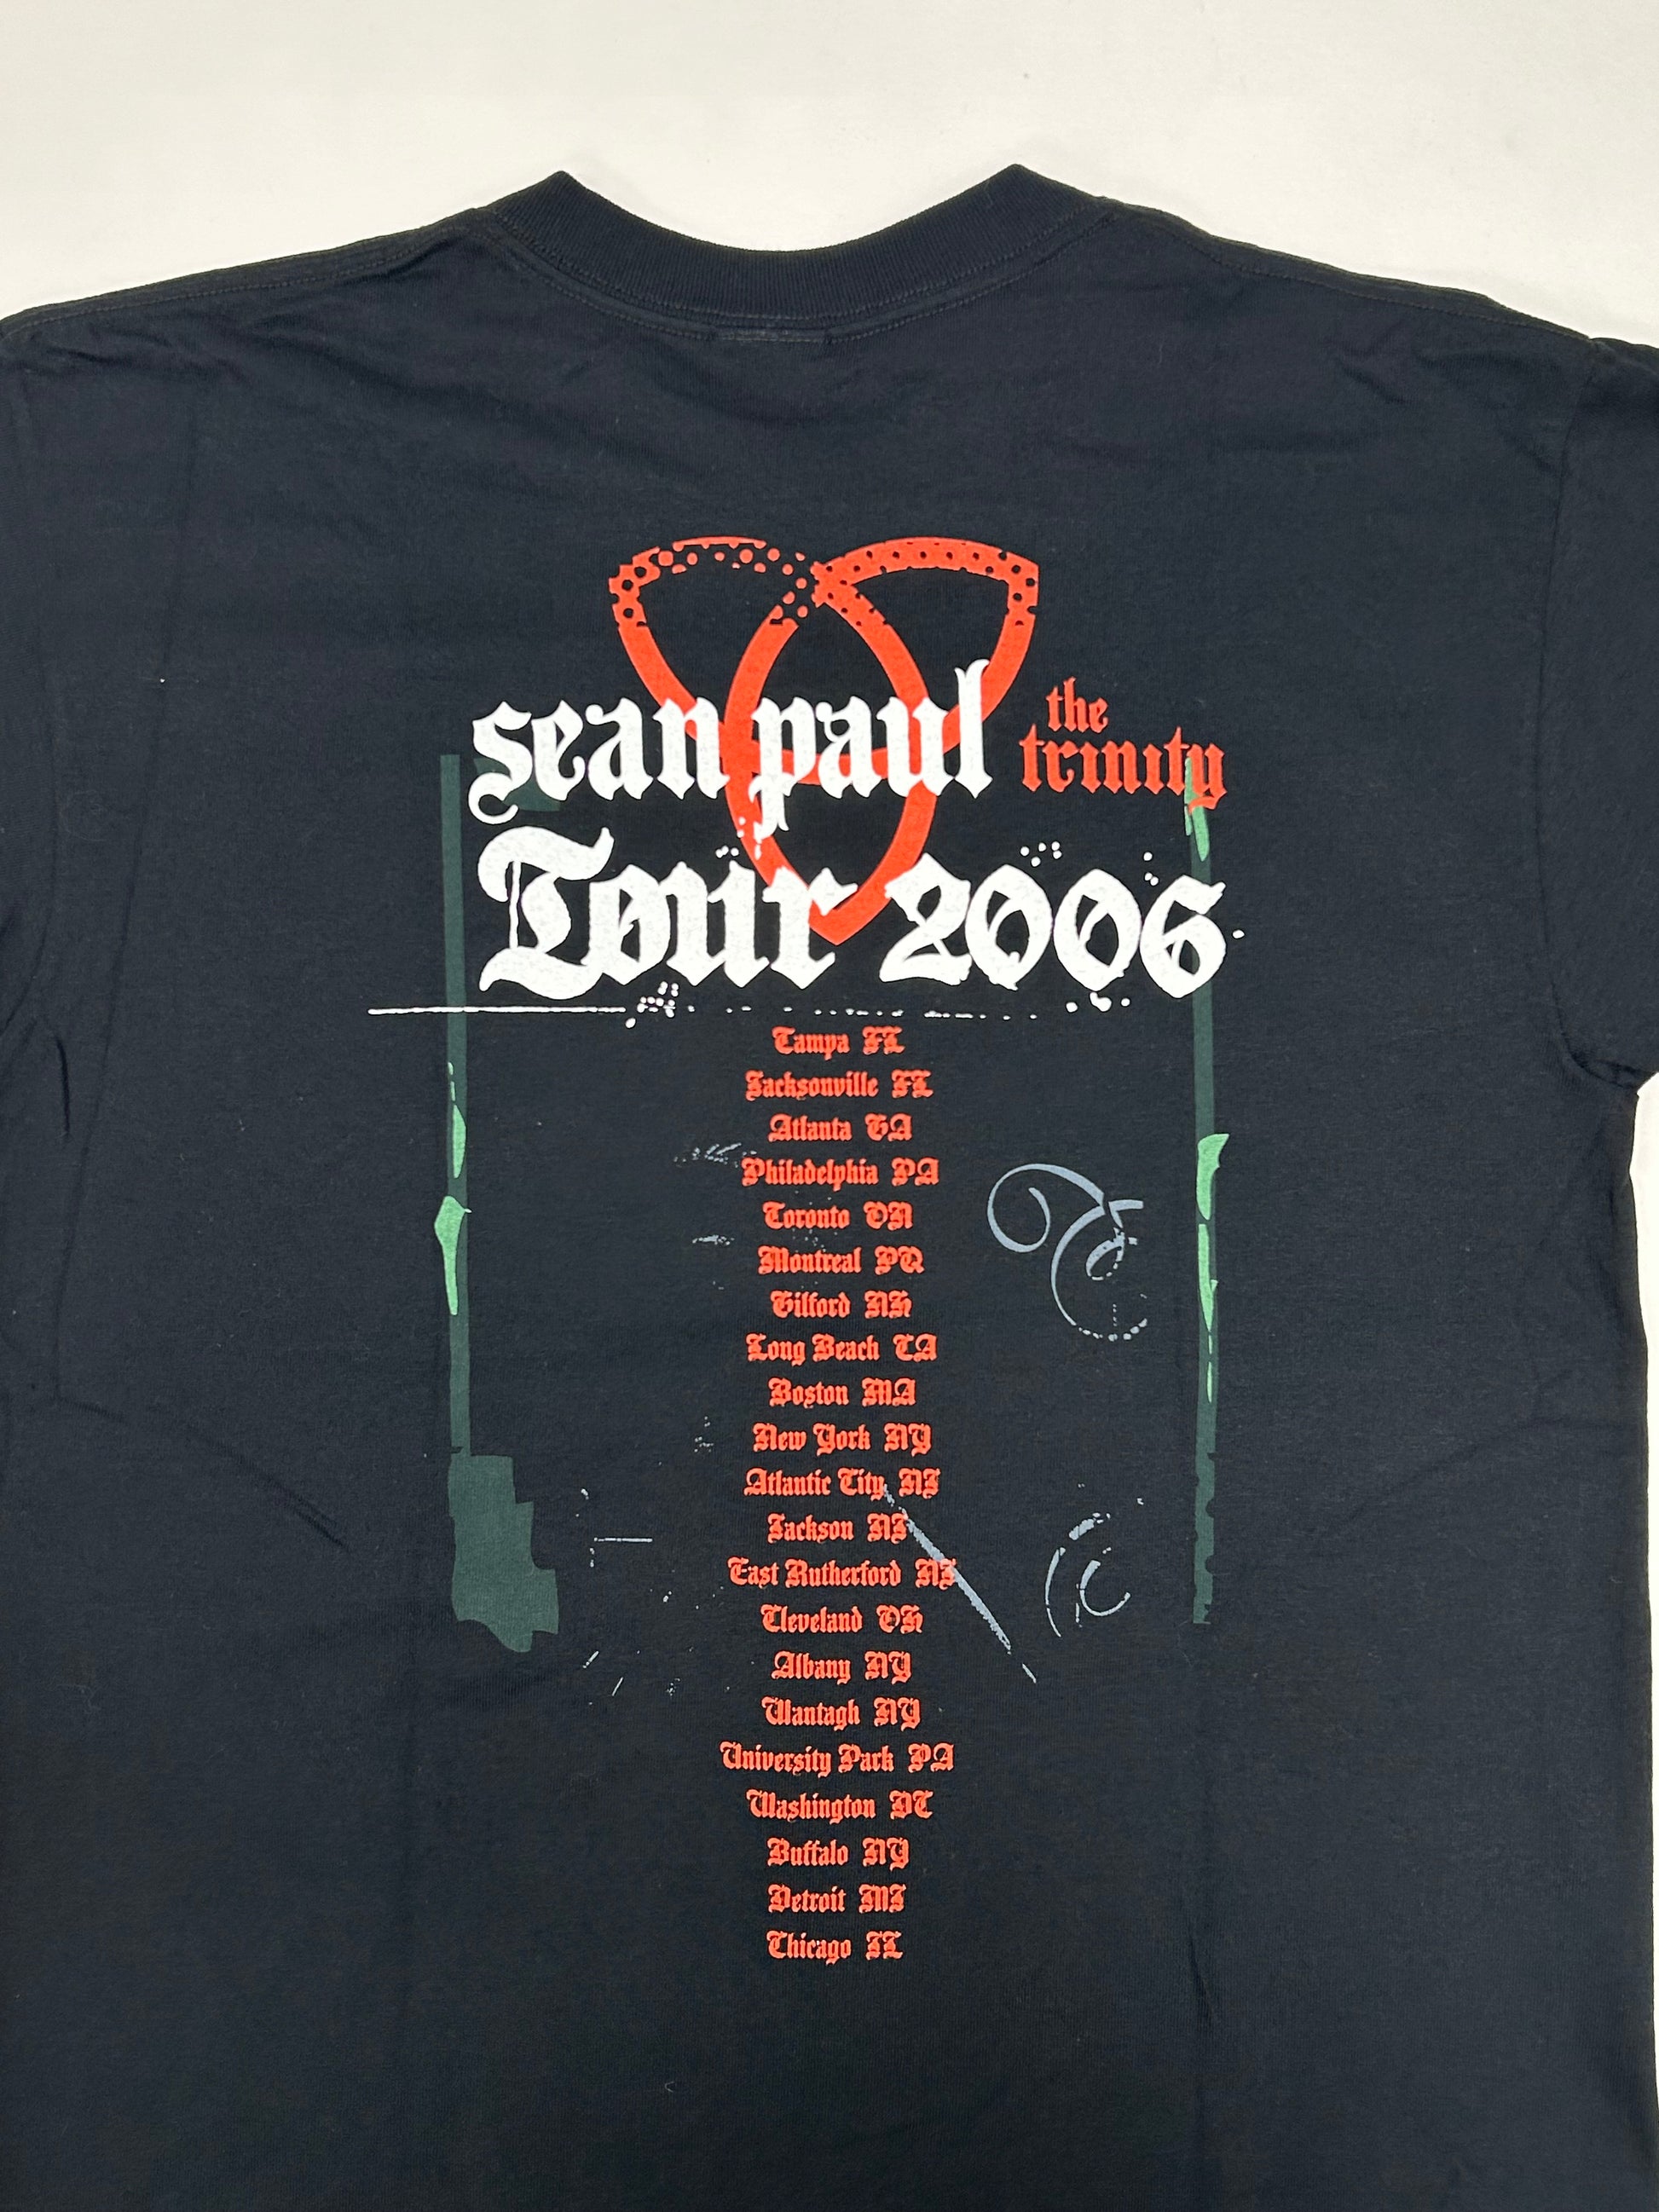 sean paul the trinity
Tour 2006
Tampa FL
Jacksonville FL
Atlanta GA
Philadelphia PA
Toronto ON
Montreal PQ
Gilford NH
Long Beach CA
Boston MA
New York NY
Atlantic City NJ
Jackson NJ
East Rutherford NJ
Cleveland OH
Albany NY
Wantagh NY
University Park PA
Washington DC
Buffalo NY
Detroit MI
Chicago IL